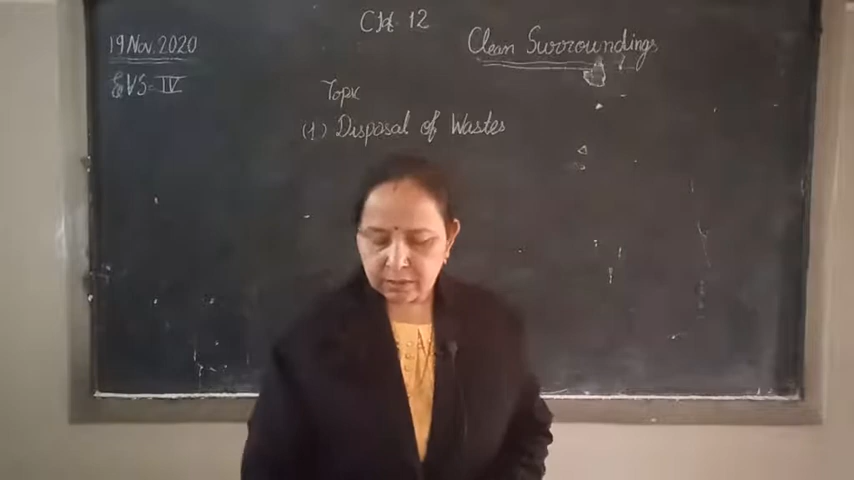 19 Nov. 2020
EVS - IV
CH 12
Clean Surroundings
Topic
(1) Disposal of Wastes